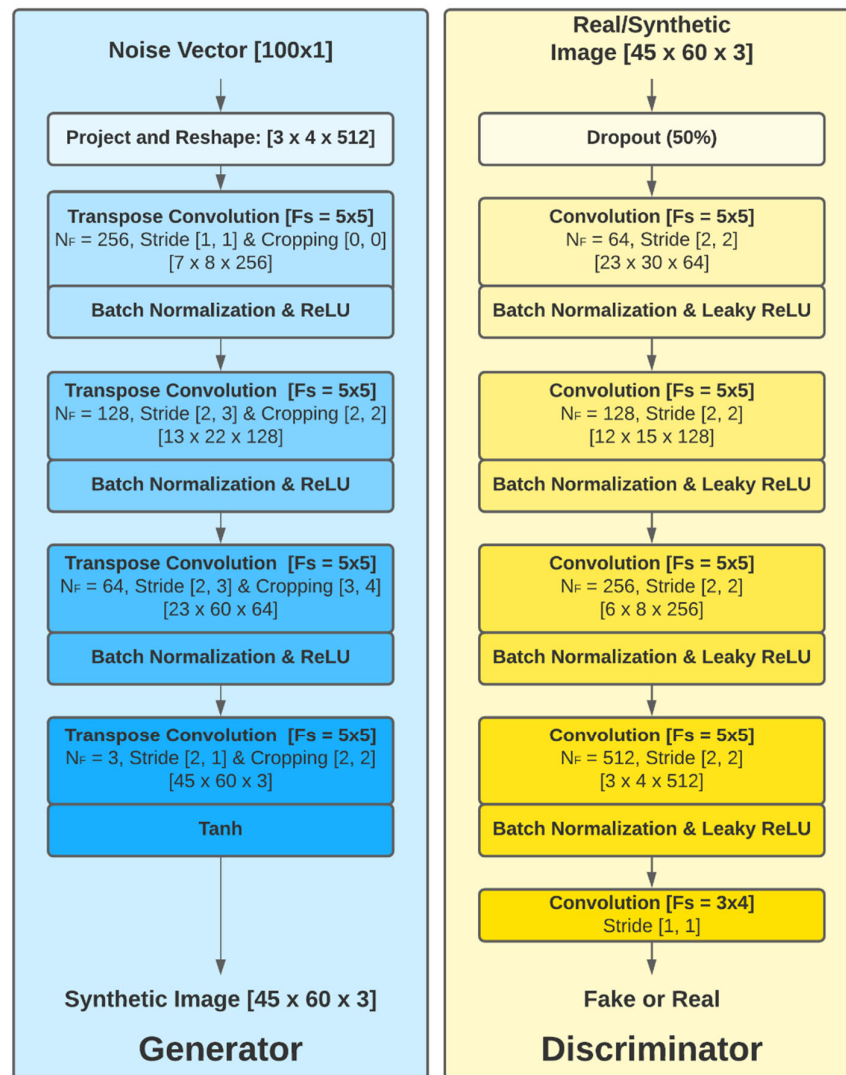 Noise Vector [100x1]
Project and Reshape: [3 x 4 x 512]
Transpose Convolution [Fs = 5x5]
NF = 256, Stride [1, 1] & Cropping [0, 0]
[7 x 8 x 256]
Batch Normalization & ReLU
Transpose Convolution [Fs = 5x5]
NF = 128, Stride [2, 3] & Cropping [2, 2]
[13 x 22 x 128]
Batch Normalization & ReLU
Transpose Convolution [Fs = 5x5]
NF = 64, Stride [2, 3] & Cropping [3, 4]
[23 x 60 x 64]
Batch Normalization & ReLU
Transpose Convolution [Fs = 5x5]
NF = 3, Stride [2, 1] & Cropping [2, 2]
[45 x 60 x 3]
Tanh
Synthetic Image [45 x 60 x 3]
Generator
Real/Synthetic
Image [45 x 60 x 3]
Dropout (50%)
Convolution [Fs = 5x5]
NF = 64, Stride [2, 2]
[23 x 30 x 64]
Batch Normalization & Leaky ReLU
Convolution [Fs = 5x5]
NF = 128, Stride [2, 2]
[12 x 15 x 128]
Batch Normalization & Leaky ReLU
Convolution [Fs = 5x5]
NF = 256, Stride [2, 2]
[6 x 8 x 256]
Batch Normalization & Leaky ReLU
Convolution [Fs = 5x5]
NF = 512, Stride [2, 2]
[3 x 4 x 512]
Batch Normalization & Leaky ReLU
Convolution [Fs = 3x4]
Stride [1, 1]
Fake or Real
Discriminator